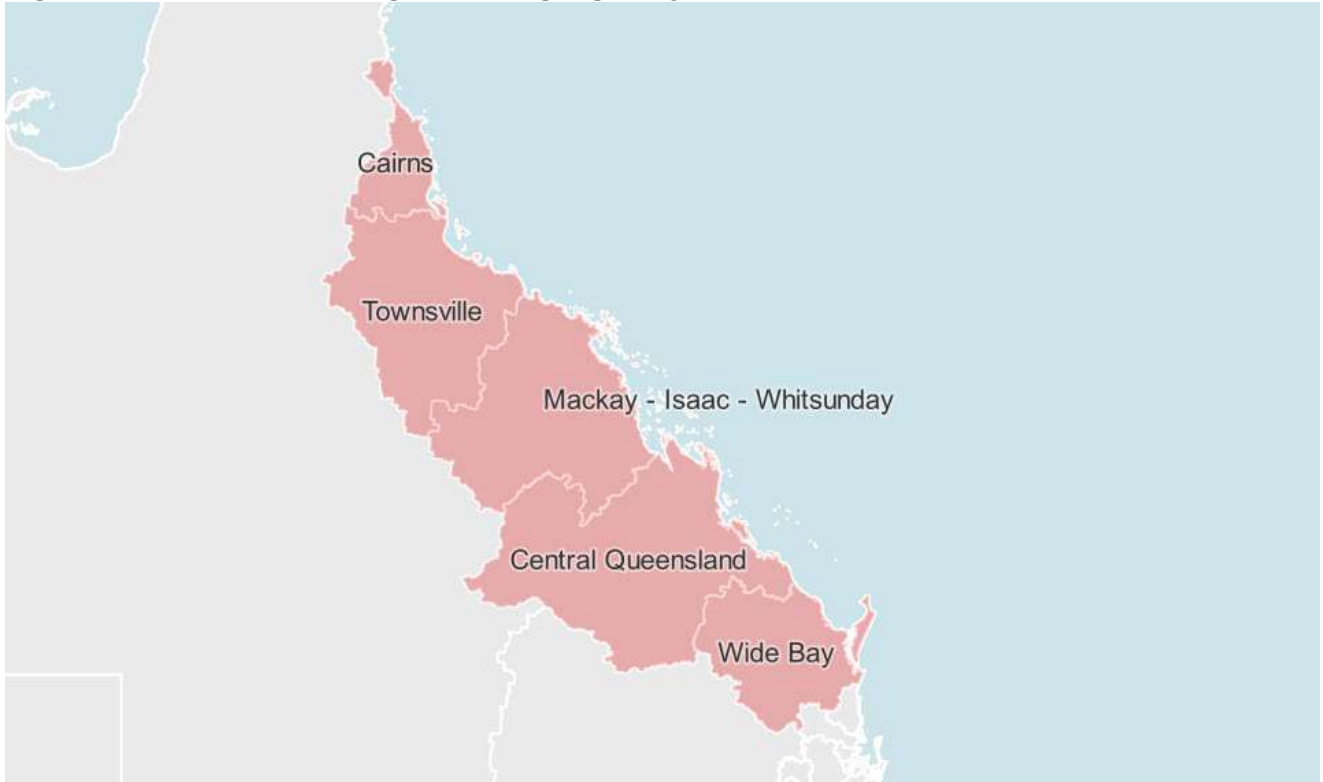 Cairns
Townsville
Mackay - Isaac - Whitsunday
Central Queensland
Wide Bay